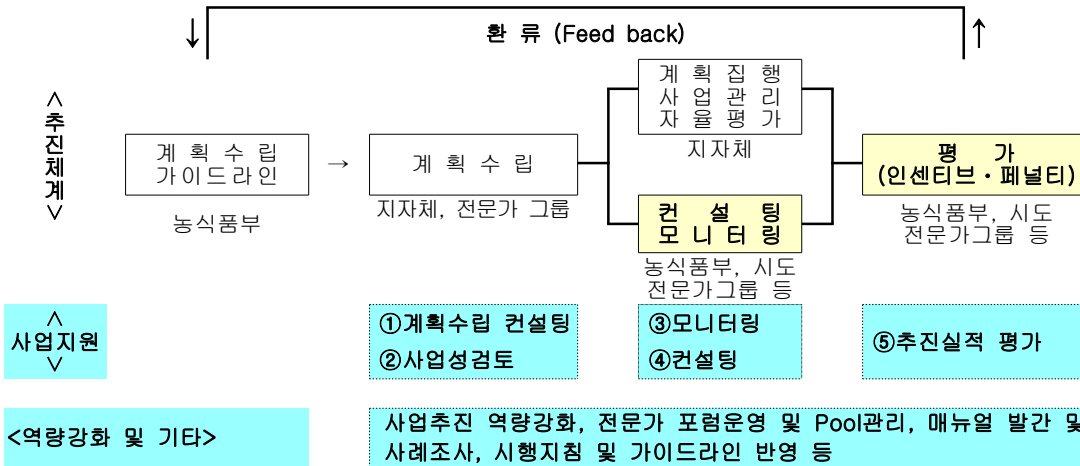 ↓ 환 류 (Feed back) ↑
<추진체계>
계 획 수 립
가이드라인
농식품부
→
계 획 수 립
지자체, 전문가 그룹
계 획 집 행
사 업 관 리
자 율 평 가
지자체
컨 설 팅
모 니 터 링
농식품부, 시도
전문가그룹 등
평 가
(인센티브・페널티)
농식품부, 시도
전문가그룹 등
<사업지원>
①계획수립 컨설팅
②사업성검토
③모니터링
④컨설팅
⑤추진실적 평가
<역량강화 및 기타>
사업추진 역량강화, 전문가 포럼운영 및 Pool관리, 매뉴얼 발간 및
사례조사, 시행지침 및 가이드라인 반영 등